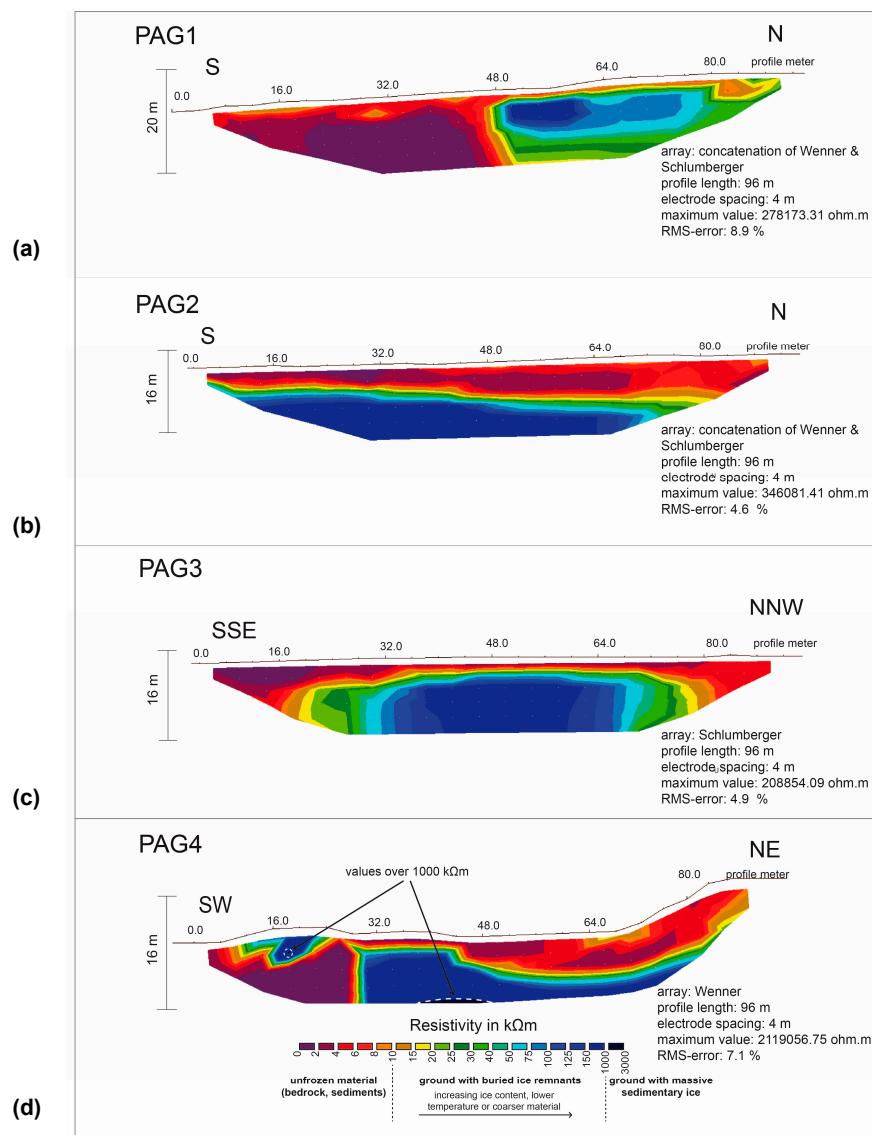 (a)
PAG1
S
N
0.0 16.0 32.0 48.0 64.0 80.0 profile meter
20 m
array: concatenation of Wenner &
Schlumberger
profile length: 96 m
electrode spacing: 4 m
maximum value: 278173.31 ohm.m
RMS-error: 8.9 %
(b)
PAG2
S
N
0.0 16.0 32.0 48.0 64.0 80.0 profile meter
16 m
array: concatenation of Wenner &
Schlumberger
profile length: 96 m
electrode spacing: 4 m
maximum value: 346081.41 ohm.m
RMS-error: 4.6 %
(c)
PAG3
SSE
NNW
0.0 16.0 32.0 48.0 64.0 80.0 profile meter
16 m
array: Schlumberger
profile length: 96 m
electrode spacing: 4 m
maximum value: 208854.09 ohm.m
RMS-error: 4.9 %
(d)
PAG4
NE
values over 1000 kΩm
SW
0.0 16.0 32.0 48.0 64.0 80.0 profile meter
16 m
array: Wenner
profile length: 96 m
electrode spacing: 4 m
maximum value: 2119056.75 ohm.m
RMS-error: 7.1 %
Resistivity in kΩm
0 2 4 6 8 10 15 20 25 30 40 50 75 100 125 150 1000 3000
unfrozen material
(bedrock, sediments)
ground with buried ice remnants
increasing ice content, lower
temperature or coarser material
ground with massive
sedimentary ice